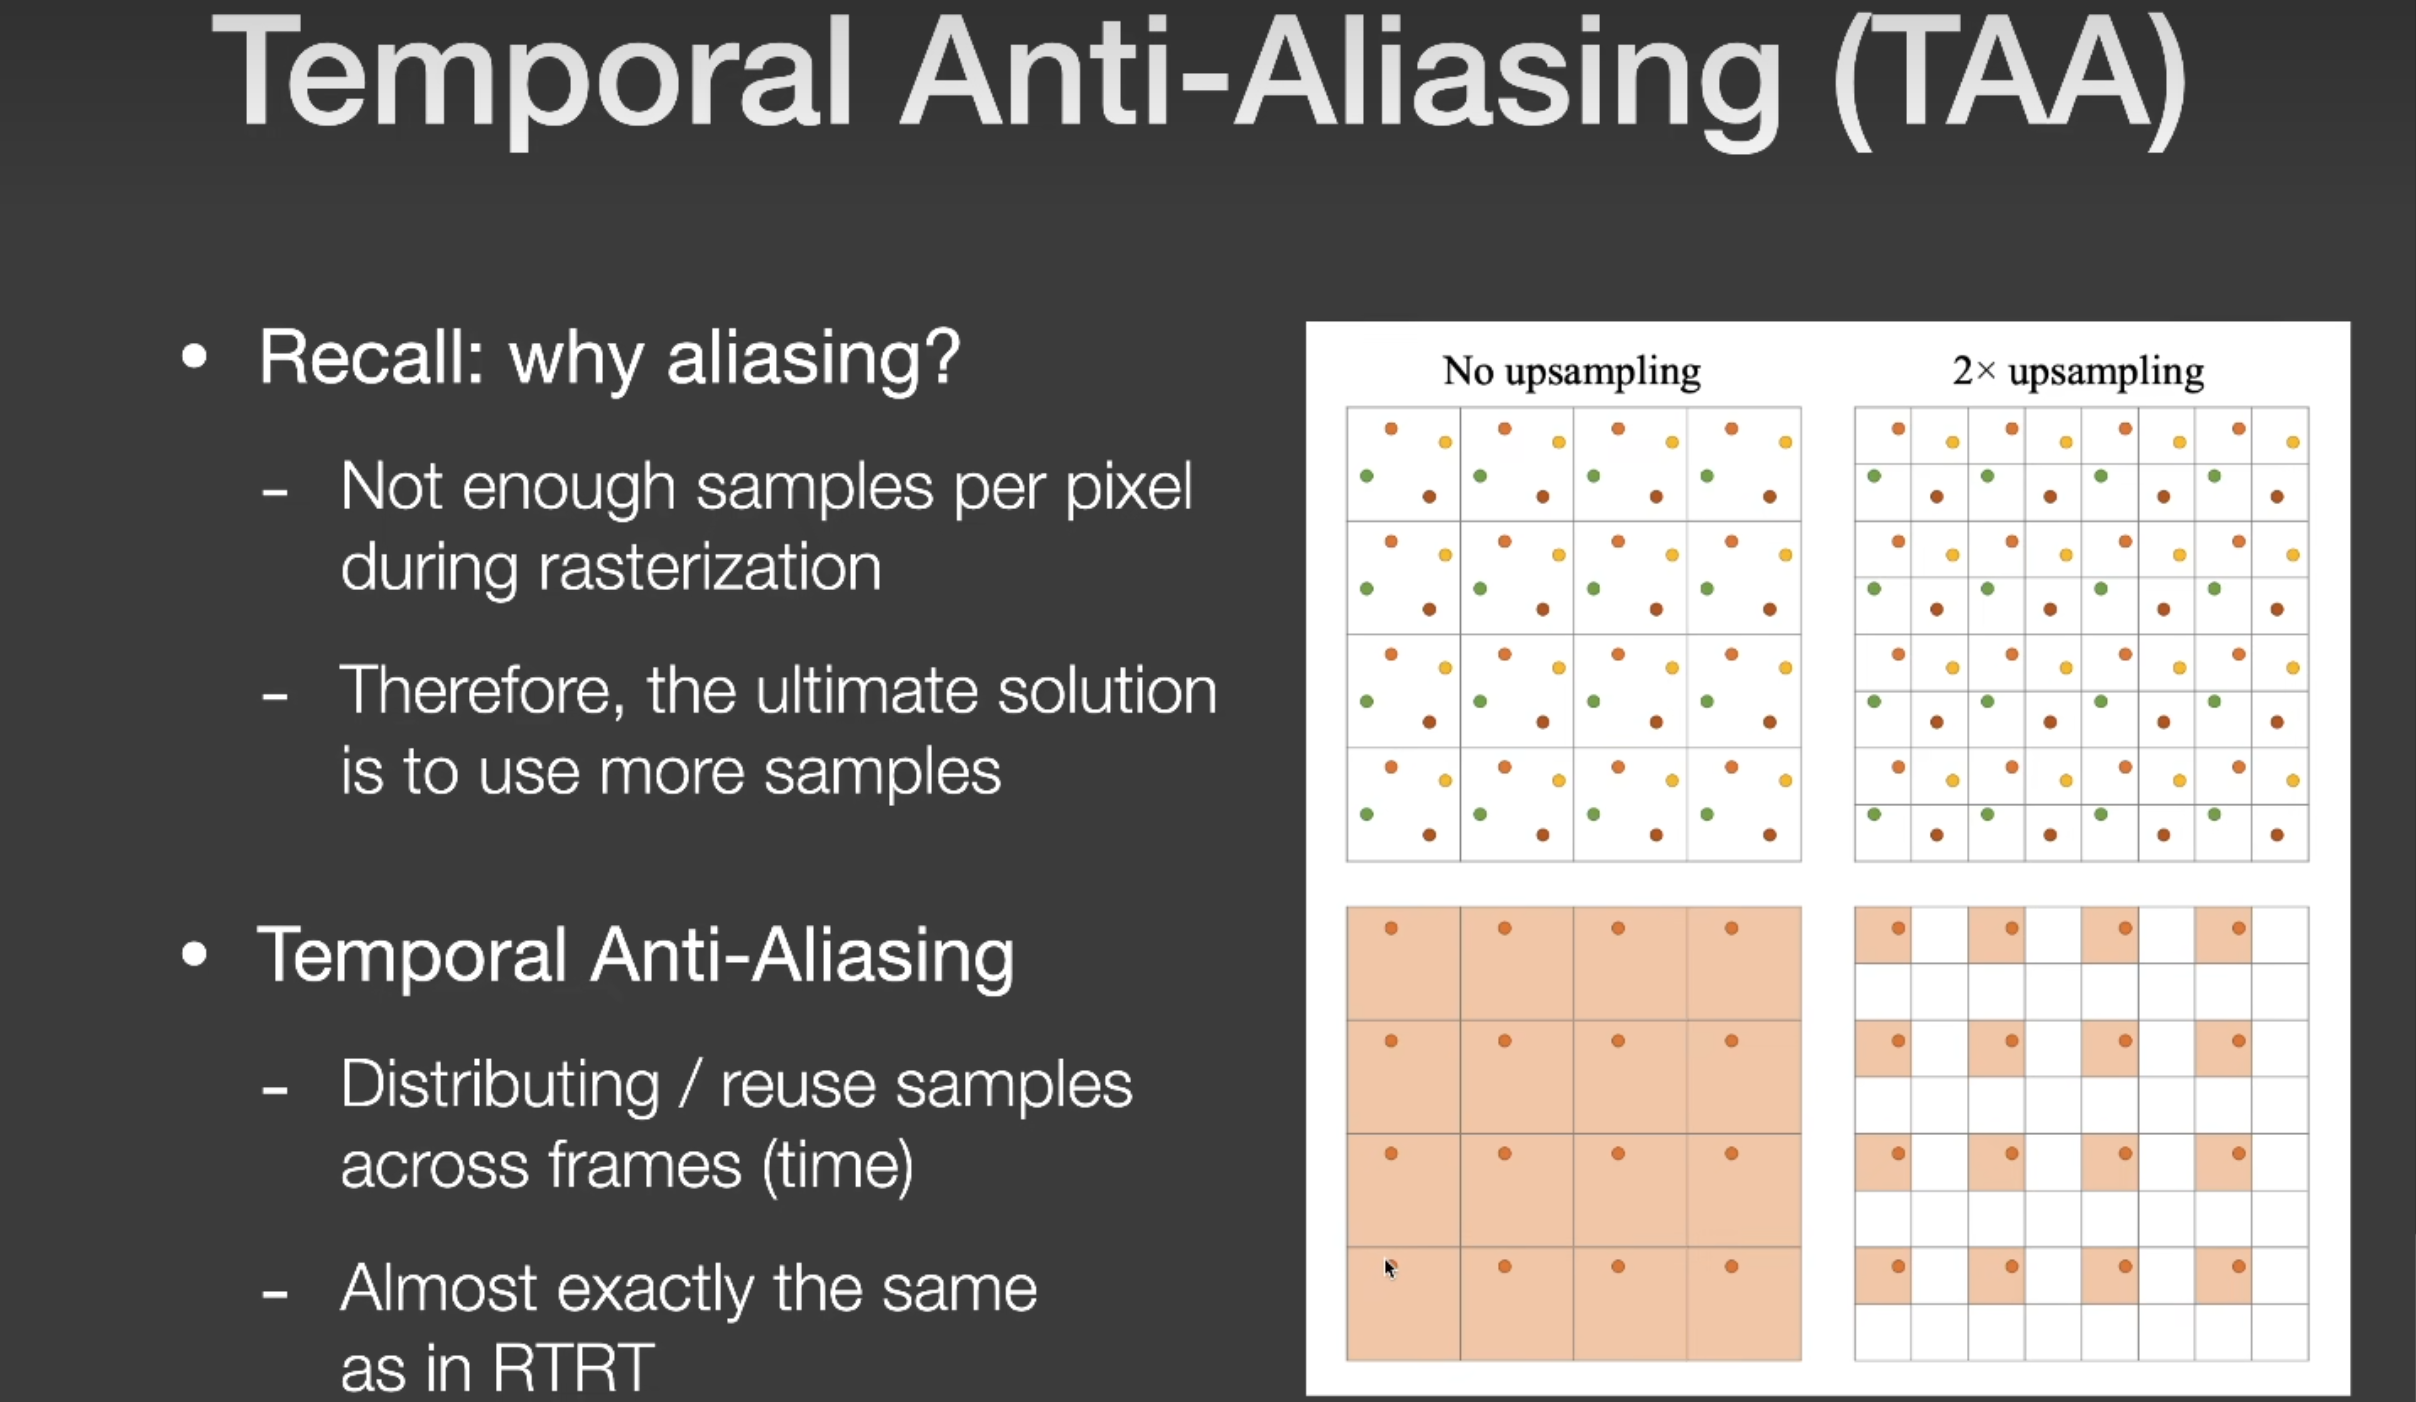 Temporal Anti-Aliasing (TAA)
• Recall: why aliasing?
- Not enough samples per pixel
during rasterization
- Therefore, the ultimate solution
is to use more samples
• Temporal Anti-Aliasing
- Distributing / reuse samples
across frames (time)
- Almost exactly the same
as in RTRT
No upsampling
2× upsampling